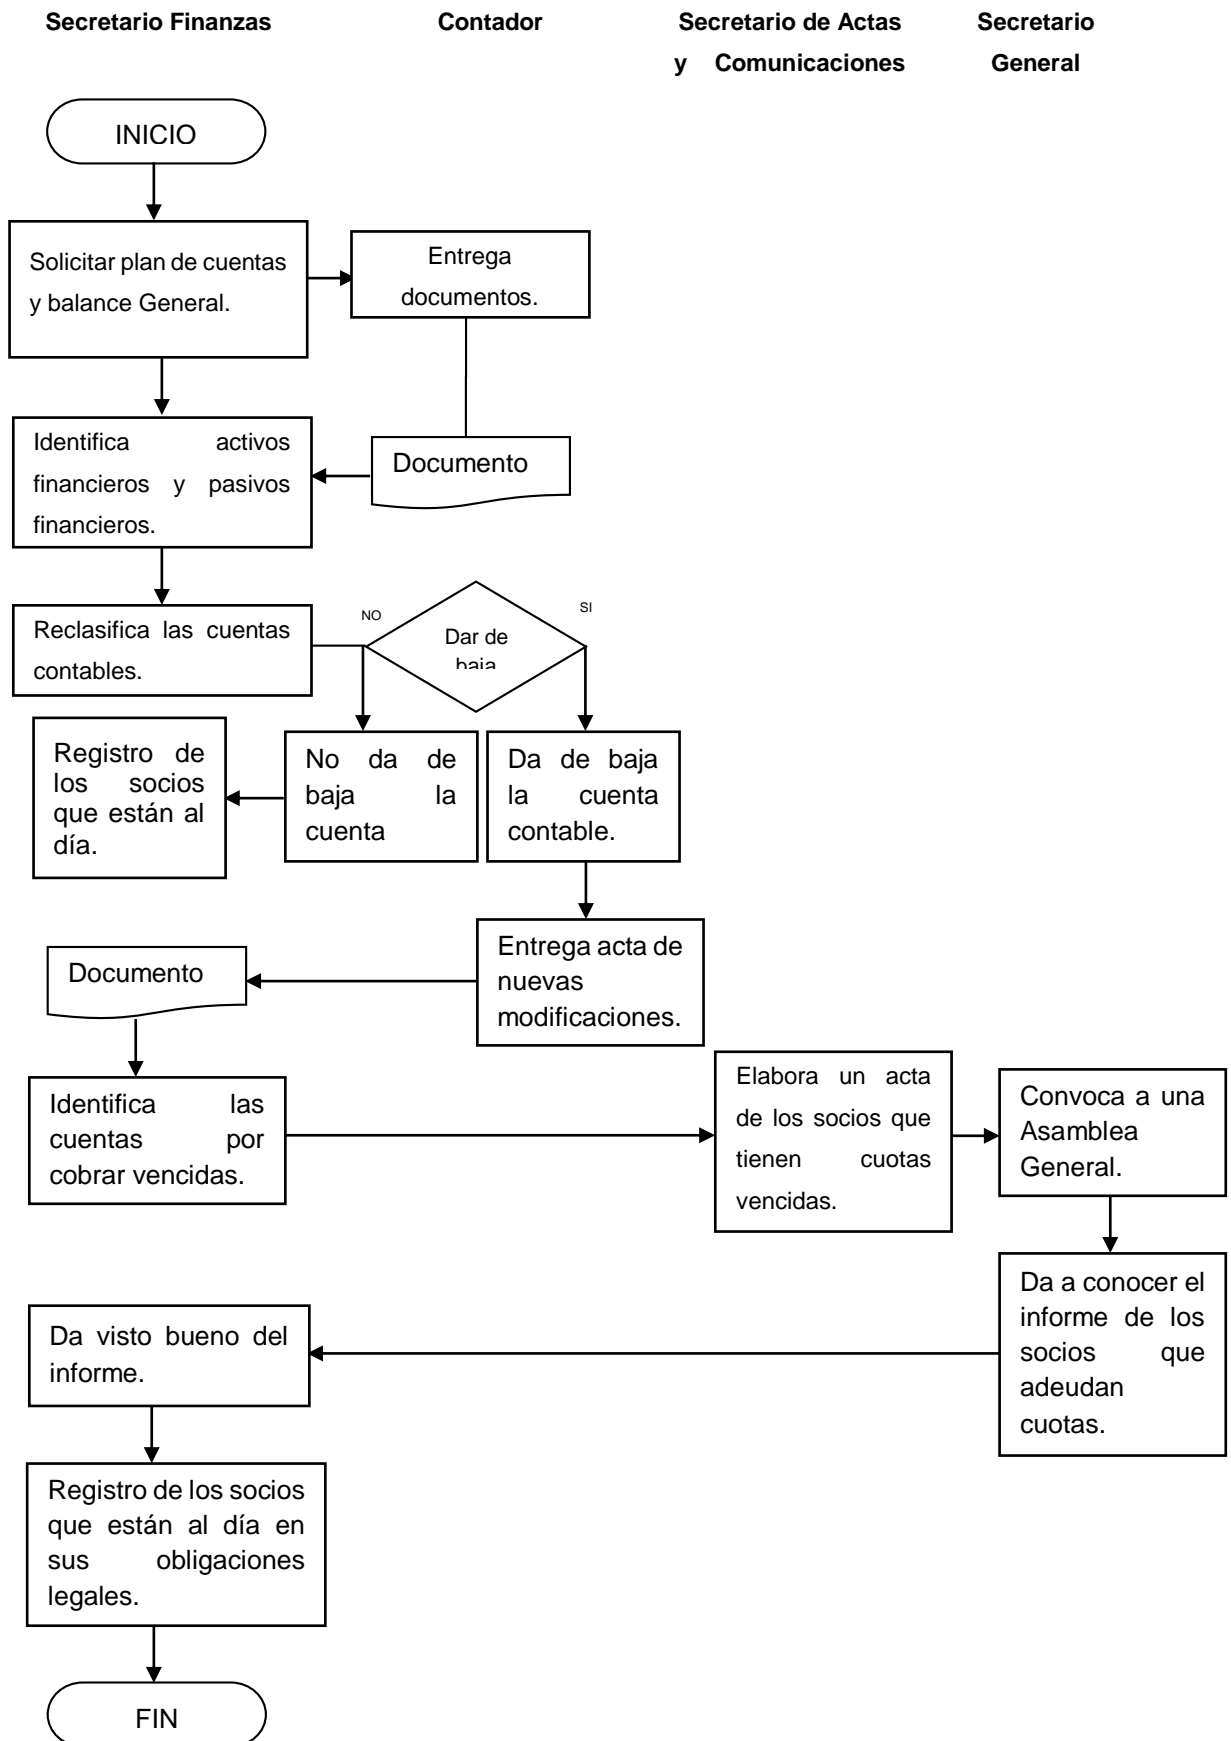 Secretario Finanzas
Contador
Secretario de Actas
y Comunicaciones
Secretario
General
INICIO
Solicitar plan de cuentas
y balance General.
Entrega
documentos.
Identifica activos
financieros y pasivos
financieros.
Documento
Reclasifica las cuentas
contables.
NO
Dar de
baja
SI
Registro de
los socios
que están al
día.
No da de
baja la
cuenta
Da de baja
la cuenta
contable.
Entrega acta de
nuevas
modificaciones.
Documento
Identifica las
cuentas por
cobrar vencidas.
Elabora un acta
de los socios que
tienen cuotas
vencidas.
Convoca a una
Asamblea
General.
Da a conocer el
informe de los
socios que
adeudan
cuotas.
Da visto bueno del
informe.
Registro de los socios
que están al día en
sus obligaciones
legales.
FIN